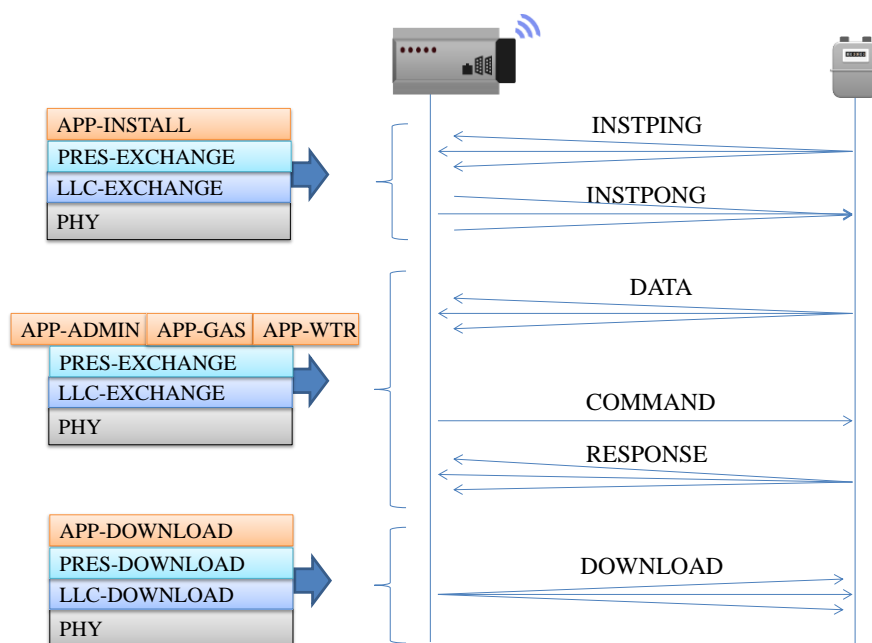 APP-INSTALL
PRES-EXCHANGE
LLC-EXCHANGE
PHY
INSTPING
INSTPONG
APP-ADMIN APP-GAS APP-WTR
PRES-EXCHANGE
LLC-EXCHANGE
PHY
DATA
COMMAND
RESPONSE
APP-DOWNLOAD
PRES-DOWNLOAD
LLC-DOWNLOAD
PHY
DOWNLOAD